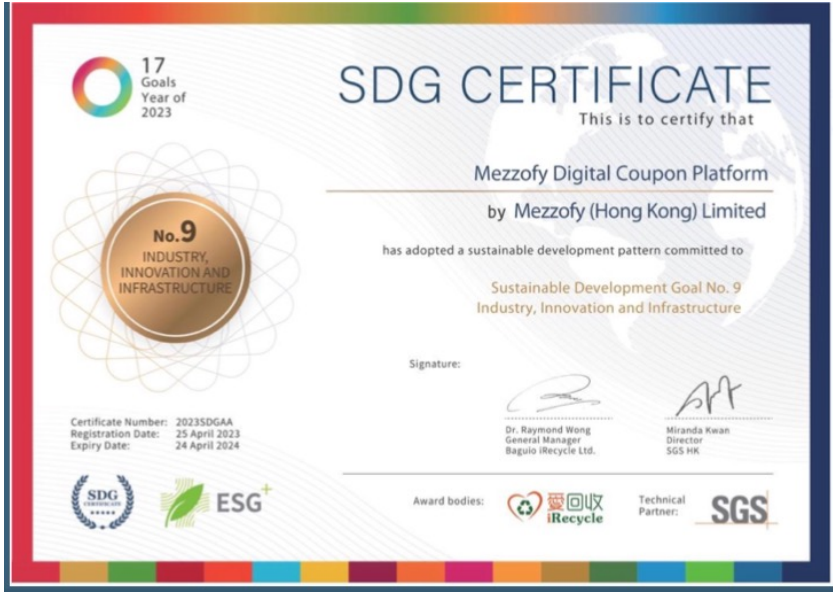 17
Goals
Year of
2023
SDG CERTIFICATE
This is to certify that
Mezzofy Digital Coupon Platform
by Mezzofy (Hong Kong) Limited
has adopted a sustainable development pattern committed to
Sustainable Development Goal No. 9
Industry, Innovation and Infrastructure
No.9
INDUSTRY,
INNOVATION AND
INFRASTRUCTURE
Signature:
Dr. Raymond Wong
General Manager
Baguio iRecycle Ltd.
Miranda Kwan
Director
SGS HK
Certificate Number: 2023SDGAA
Registration Date: 25 April 2023
Expiry Date: 24 April 2024
SDG
CERTIFICATE
ESG+
Award bodies:
愛回收
iRecycle
Technical
Partner:
SGS